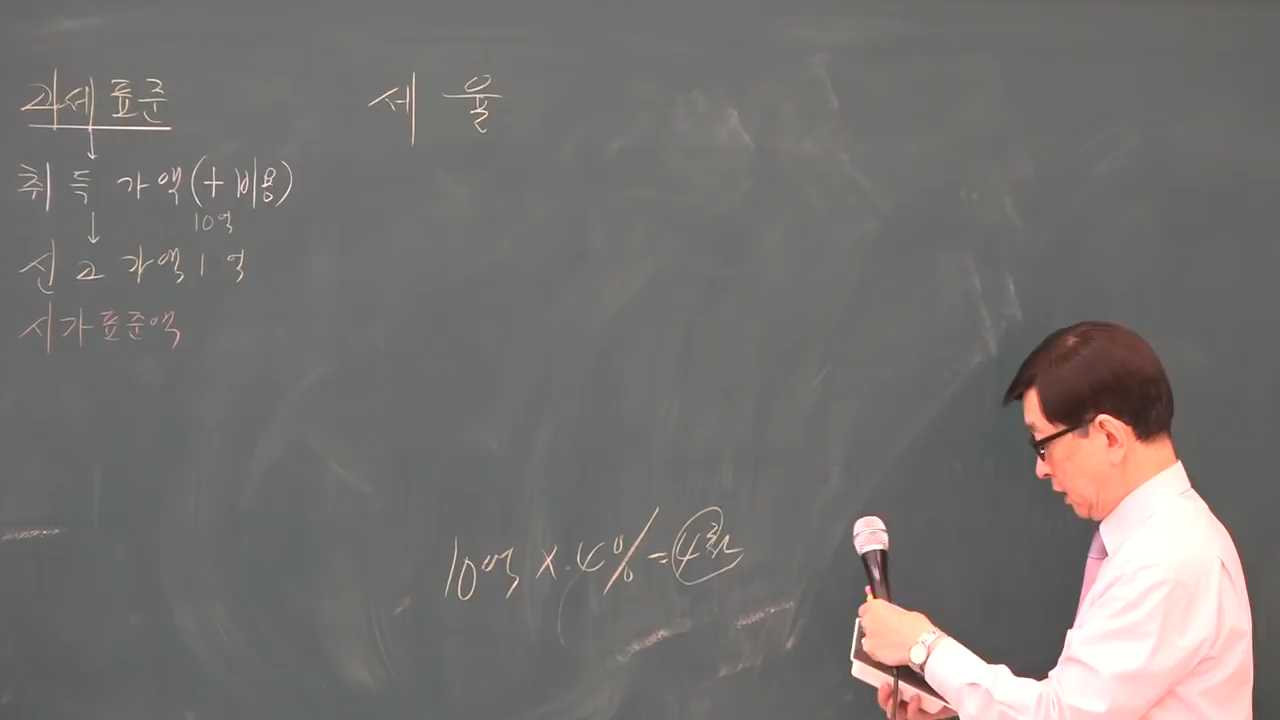 과세표준
세율
취득가액(+비용)
10억
신고가액 1억
시가표준액
10억 × 4% = 4천